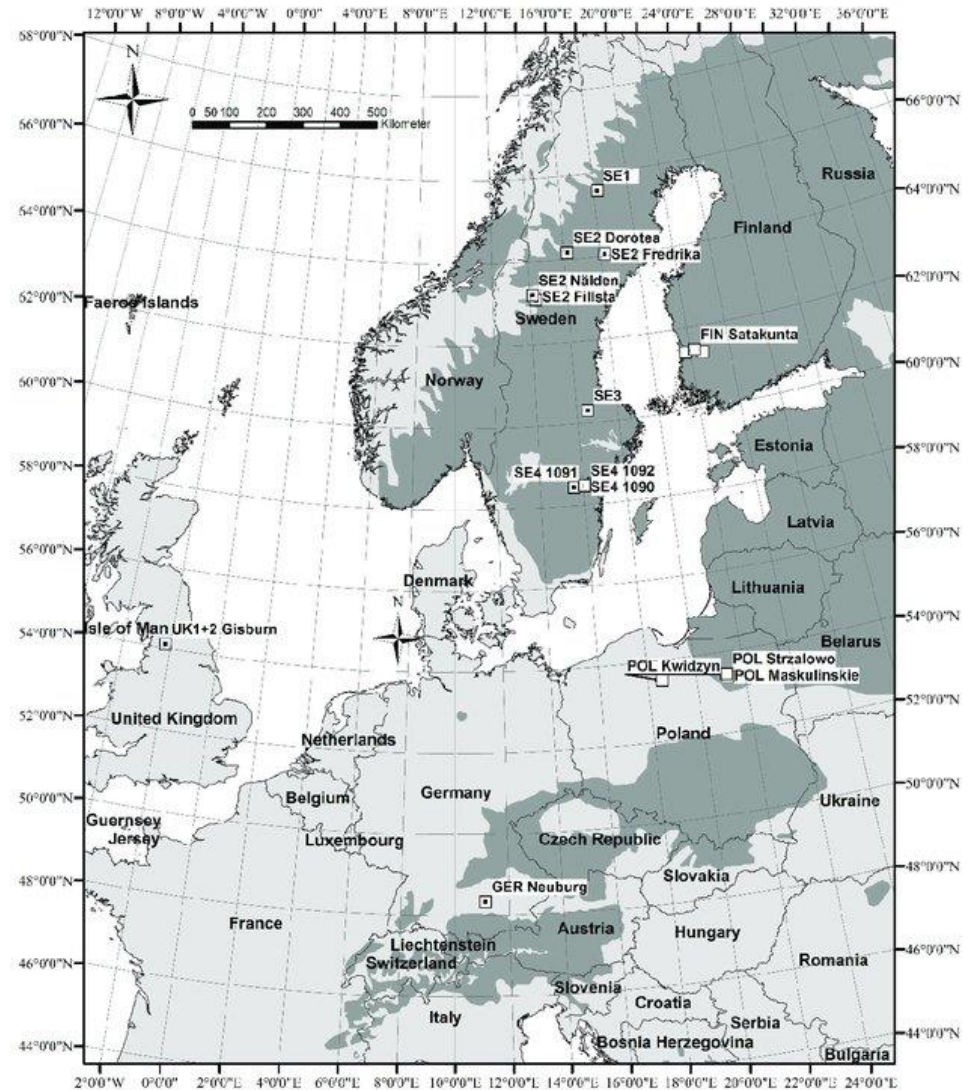 12°0'0"W 8°0'0"W 4°0'0"W 0°0'0" 4°0'0"E 8°0'0"E 12°0'0"E 16°0'0"E 20°0'0"E 24°0'0"E 28°0'0"E 32°0'0"E 36°0'0"E
58°0'0"N
N
66°0'0"N
0 50 100 200 300 400 500
Kilometer
66°0'0"N
56°0'0"N
SE1
Russia
64°0'0"N
54°0'0"N
Finland
SE2 Dorotea
SE2 Fredrika
62°0'0"N
SE2 Nälden
SE2 Fillsta
62°0'0"N
Faeroe Islands
Sweden
FIN Satakunta
60°0'0"N
Norway
60°0'0"N
SE3
Estonia
58°0'0"N
58°0'0"N
SE4 1091
SE4 1092
SE4 1090
Latvia
56°0'0"N
56°0'0"N
Denmark
Lithuania
54°0'0"N
N
54°0'0"N
Isle of Man
UK1+2 Gisburn
Belarus
POL Kwidzyn
POL Strzalowo
POL Maskulinskie
52°0'0"N
52°0'0"N
United Kingdom
Netherlands
Poland
50°0'0"N
50°0'0"N
Belgium
Germany
Ukraine
Guernsey
Jersey
Luxembourg
Czech Republic
48°0'0"N
48°0'0"N
Slovakia
GER Neuburg
France
Austria
Hungary
46°0'0"N
46°0'0"N
Liechtenstein
Switzerland
Romania
Slovenia
Croatia
44°0'0"N
44°0'0"N
Italy
Serbia
Bosnia Herzegovina
Bulgaria
2°0'0"W 0°0'0" 2°0'0"E 4°0'0"E 6°0'0"E 8°0'0"E 10°0'0"E 12°0'0"E 14°0'0"E 16°0'0"E 18°0'0"E 20°0'0"E 22°0'0"E 24°0'0"E